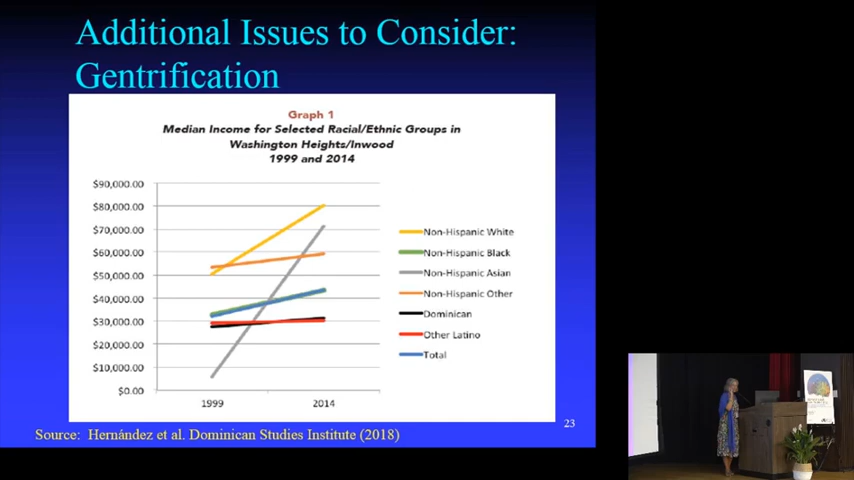 Additional Issues to Consider:
Gentrification
Graph 1
Median Income for Selected Racial/Ethnic Groups in
Washington Heights/Inwood
1999 and 2014
$90,000.00
$80,000.00
$70,000.00
$60,000.00
$50,000.00
$40,000.00
$30,000.00
$20,000.00
$10,000.00
$0.00
1999
2014
Non-Hispanic White
Non-Hispanic Black
Non-Hispanic Asian
Non-Hispanic Other
Dominican
Other Latino
Total
23
Source: Hernández et al. Dominican Studies Institute (2018)